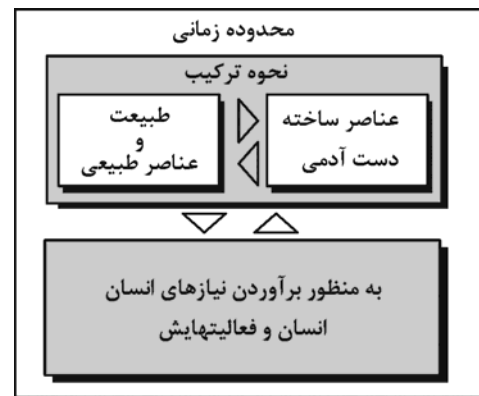 محدوده زمانی
نحوه ترکیب
عناصر ساخته
دست آدمی
طبیعت
و
عناصر طبیعی
به منظور برآوردن نیازهای انسان
انسان و فعالیتهایش